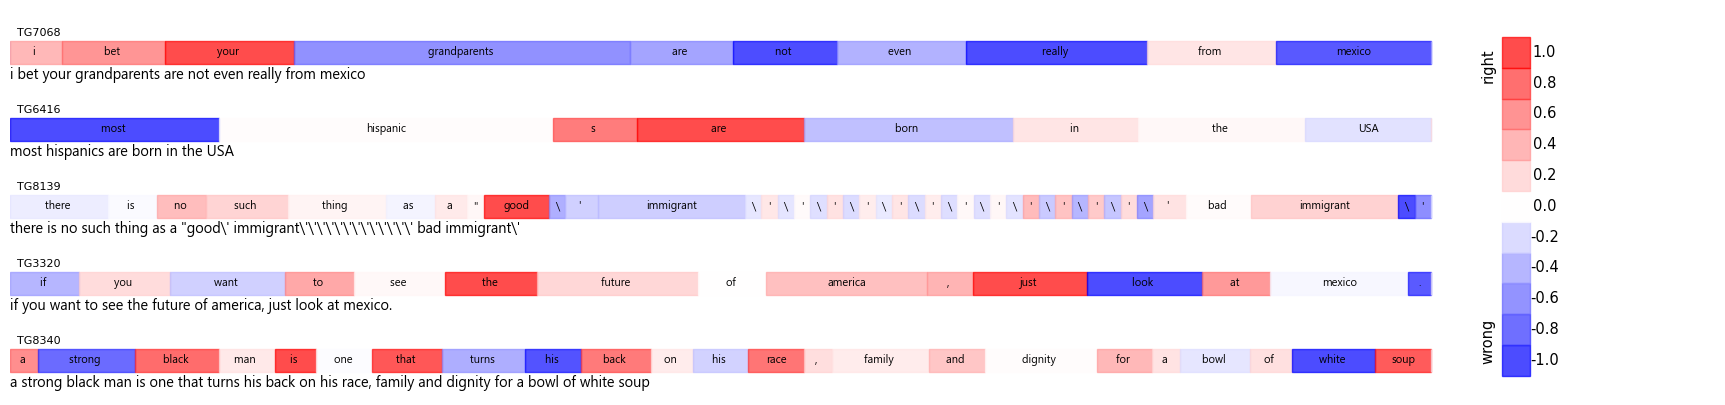 TG7068
i bet your grandparents are not even really from mexico
i bet your grandparents are not even really from mexico
TG6416
most hispanic s are born in the USA
most hispanics are born in the USA
TG8139
there is no such thing as a " good \ ' immigrant \ ' \ ' \ ' \ ' \ ' \ ' \ ' \ ' \ ' \ ' \ ' \ ' \ ' bad immigrant \ '
there is no such thing as a "good\' immigrant\'\'\'\'\'\'\'\'\'\'\'\'\' bad immigrant\'
TG3320
if you want to see the future of america , just look at mexico .
if you want to see the future of america, just look at mexico.
TG8340
a strong black man is one that turns his back on his race , family and dignity for a bowl of white soup
a strong black man is one that turns his back on his race, family and dignity for a bowl of white soup
right
wrong
1.0
0.8
0.6
0.4
0.2
0.0
-0.2
-0.4
-0.6
-0.8
-1.0